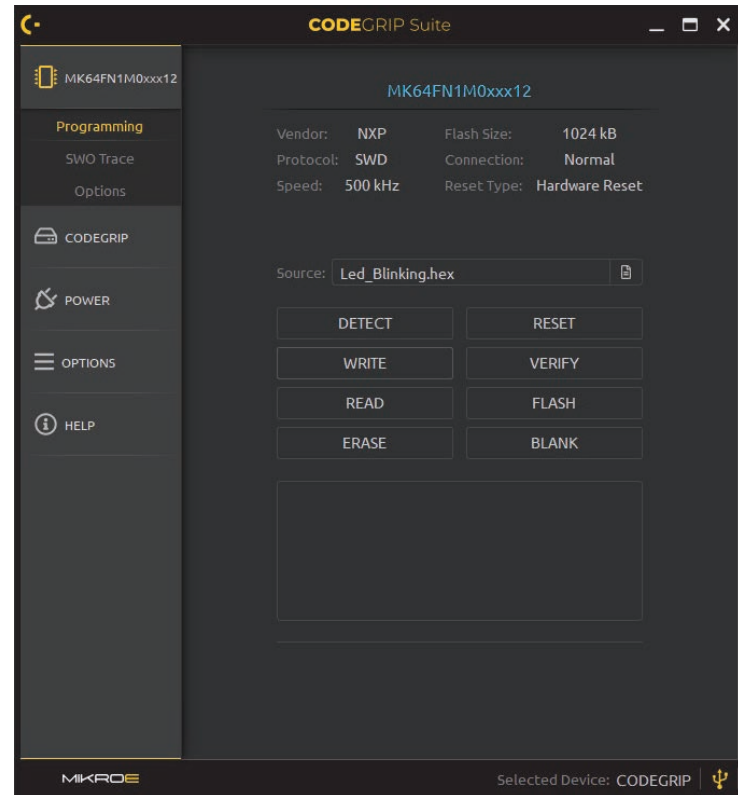 CODEGRIP Suite
MK64FN1M0xxx12
Programming
SWO Trace
Options
CODEGRIP
POWER
OPTIONS
HELP
MK64FN1M0xxx12
Vendor: NXP Flash Size: 1024 kB
Protocol: SWD Connection: Normal
Speed: 500 kHz Reset Type: Hardware Reset
Source: Led_Blinking.hex
DETECT RESET
WRITE VERIFY
READ FLASH
ERASE BLANK
MIKROE
Selected Device: CODEGRIP